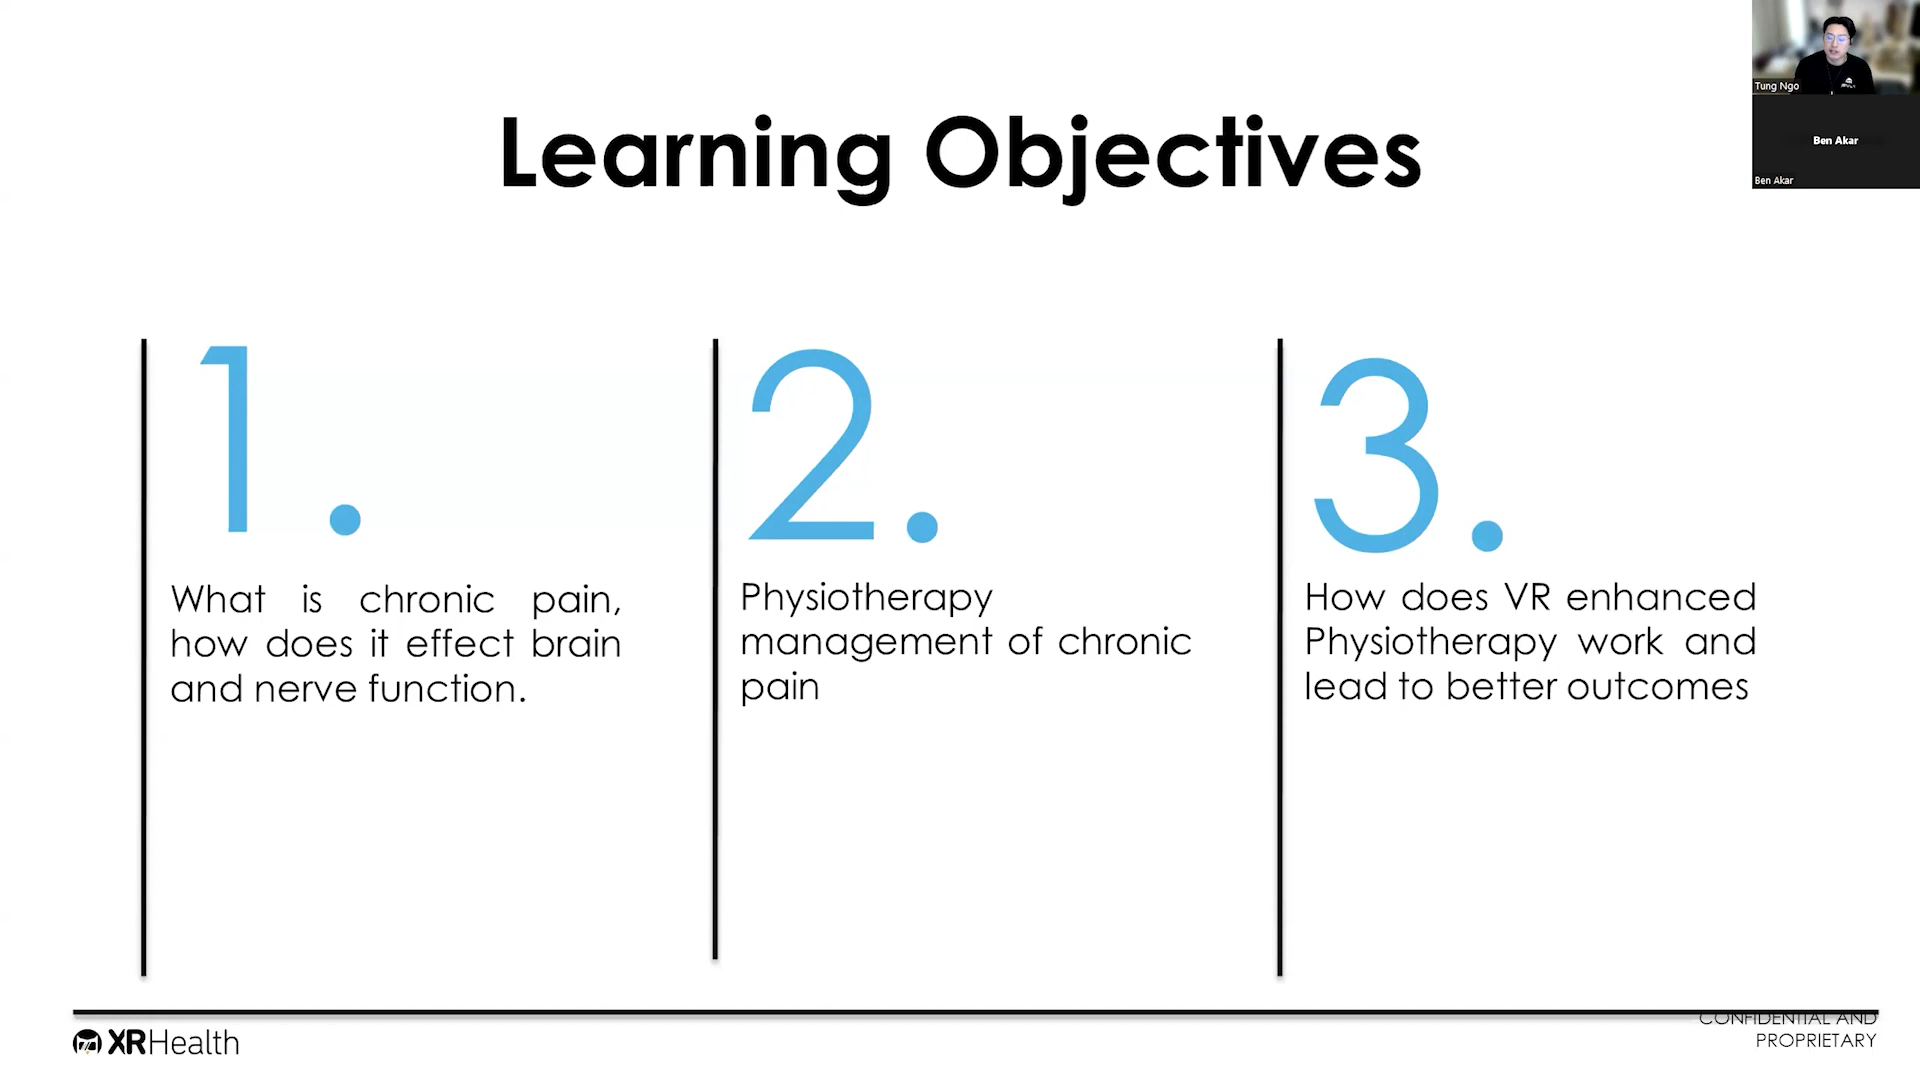 Learning Objectives
Tung Ngo
Ben Akar
Ben Akar
1.
What is chronic pain,
how does it effect brain
and nerve function.
2.
Physiotherapy
management of chronic
pain
3.
How does VR enhanced
Physiotherapy work and
lead to better outcomes
XRHealth
CONFIDENTIAL AND
PROPRIETARY